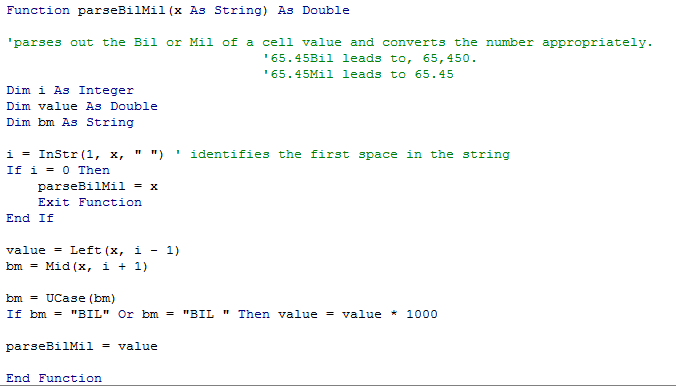 Function parseBilMil(x As String) As Double
'parses out the Bil or Mil of a cell value and converts the number appropriately.
'65.45Bil leads to, 65,450.
'65.45Mil leads to 65.45
Dim i As Integer
Dim value As Double
Dim bm As String
i = InStr(1, x, " ") ' identifies the first space in the string
If i = 0 Then
parseBilMil = x
Exit Function
End If
value = Left(x, i - 1)
bm = Mid(x, i + 1)
bm = UCase(bm)
If bm = "BIL" Or bm = "BIL " Then value = value * 1000
parseBilMil = value
End Function